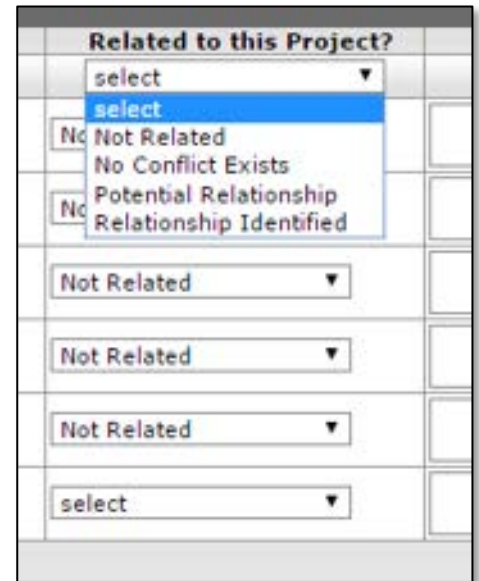 Related to this Project?
select
select
Not Related
No Conflict Exists
Potential Relationship
Relationship Identified
Not Related
Not Related
Not Related
select